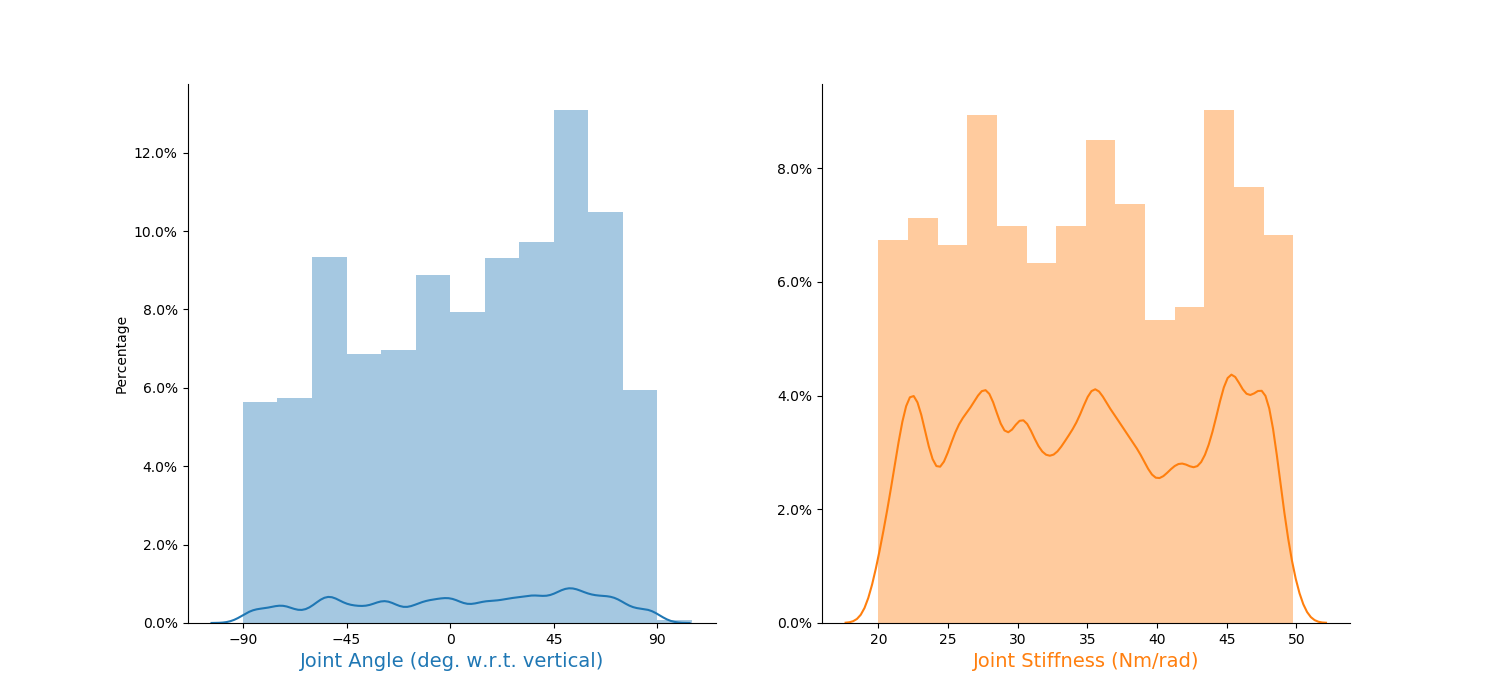 Percentage
12.0%
10.0%
8.0%
6.0%
4.0%
2.0%
0.0%
−90 −45 0 45 90
Joint Angle (deg. w.r.t. vertical)
8.0%
6.0%
4.0%
2.0%
0.0%
20 25 30 35 40 45 50
Joint Stiffness (Nm/rad)